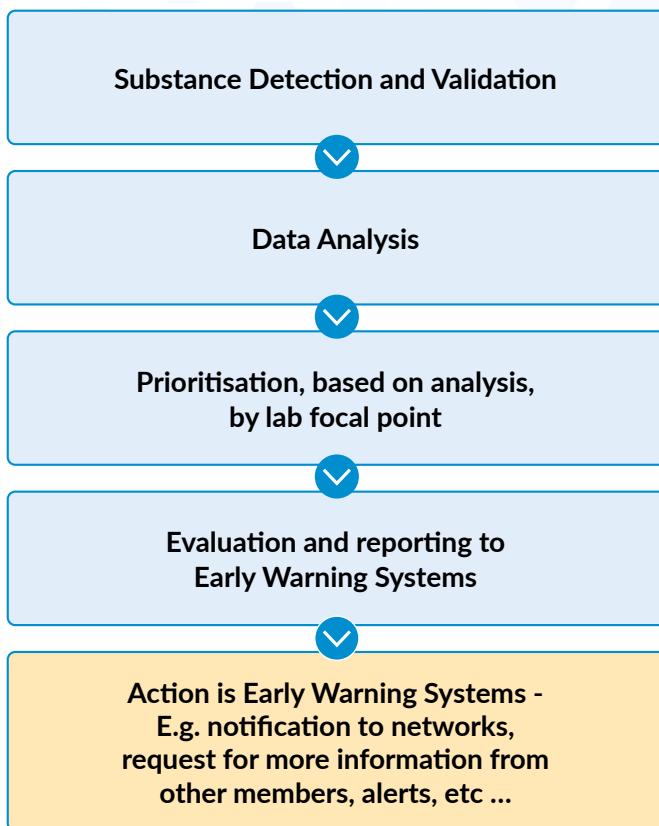 Substance Detection and Validation
Data Analysis
Prioritisation, based on analysis,
by lab focal point
Evaluation and reporting to
Early Warning Systems
Action is Early Warning Systems -
E.g. notification to networks,
request for more information from
other members, alerts, etc ...